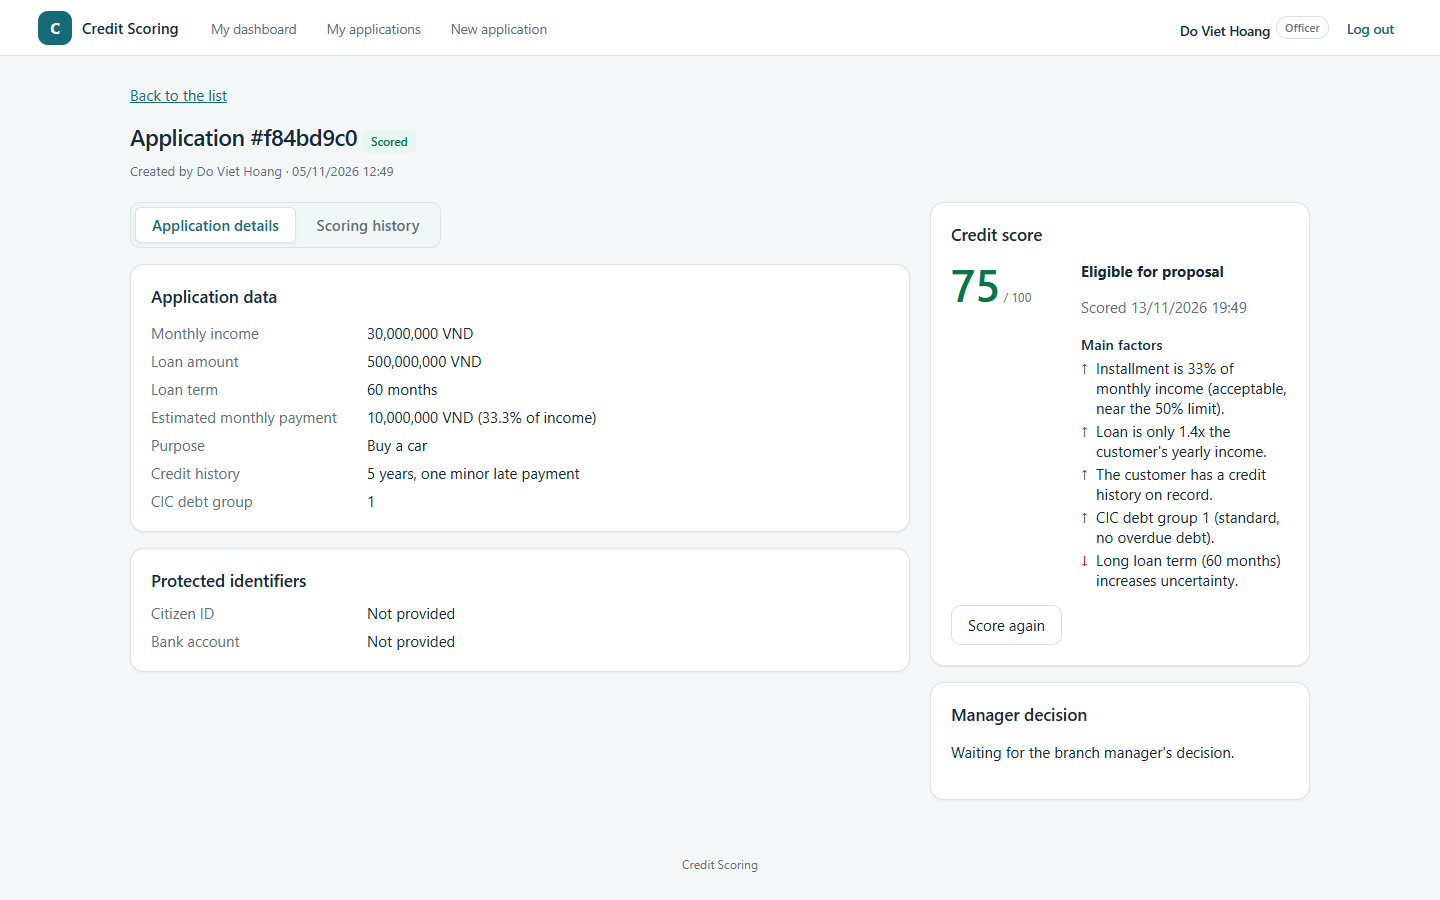 C Credit Scoring My dashboard My applications New application Do Viet Hoang Officer Log out
Back to the list
Application #f84bd9c0 Scored
Created by Do Viet Hoang · 05/11/2026 12:49
Application details Scoring history
Application data
Monthly income 30,000,000 VND
Loan amount 500,000,000 VND
Loan term 60 months
Estimated monthly payment 10,000,000 VND (33.3% of income)
Purpose Buy a car
Credit history 5 years, one minor late payment
CIC debt group 1
Protected identifiers
Citizen ID Not provided
Bank account Not provided
Credit score
75 / 100
Eligible for proposal
Scored 13/11/2026 19:49
Main factors
↑ Installment is 33% of
monthly income (acceptable,
near the 50% limit).
↑ Loan is only 1.4x the
customer's yearly income.
↑ The customer has a credit
history on record.
↑ CIC debt group 1 (standard,
no overdue debt).
↓ Long loan term (60 months)
increases uncertainty.
Score again
Manager decision
Waiting for the branch manager's decision.
Credit Scoring